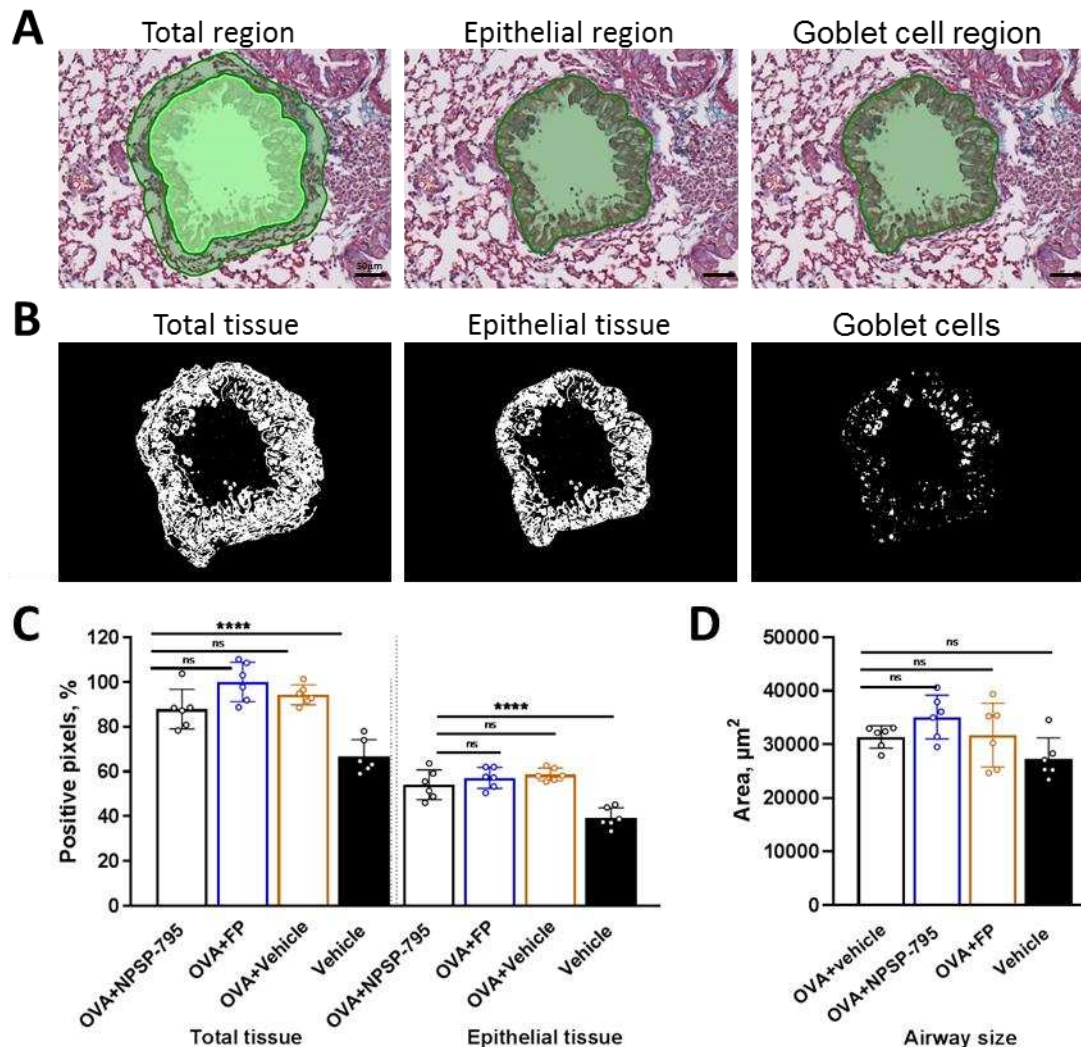 A
Total region
Epithelial region
Goblet cell region
50µm
B
Total tissue
Epithelial tissue
Goblet cells
C
Positive pixels, %
120
100
80
60
40
20
0
****
ns
ns
****
ns
ns
OVA+NPSP-795
OVA+FP
OVA+Vehicle
Vehicle
OVA+NPSP-795
OVA+FP
OVA+Vehicle
Vehicle
Total tissue
Epithelial tissue
D
Area, µm²
50000
40000
30000
20000
10000
0
ns
ns
ns
OVA+vehicle
OVA+NPSP-795
OVA+FP
Vehicle
Airway size